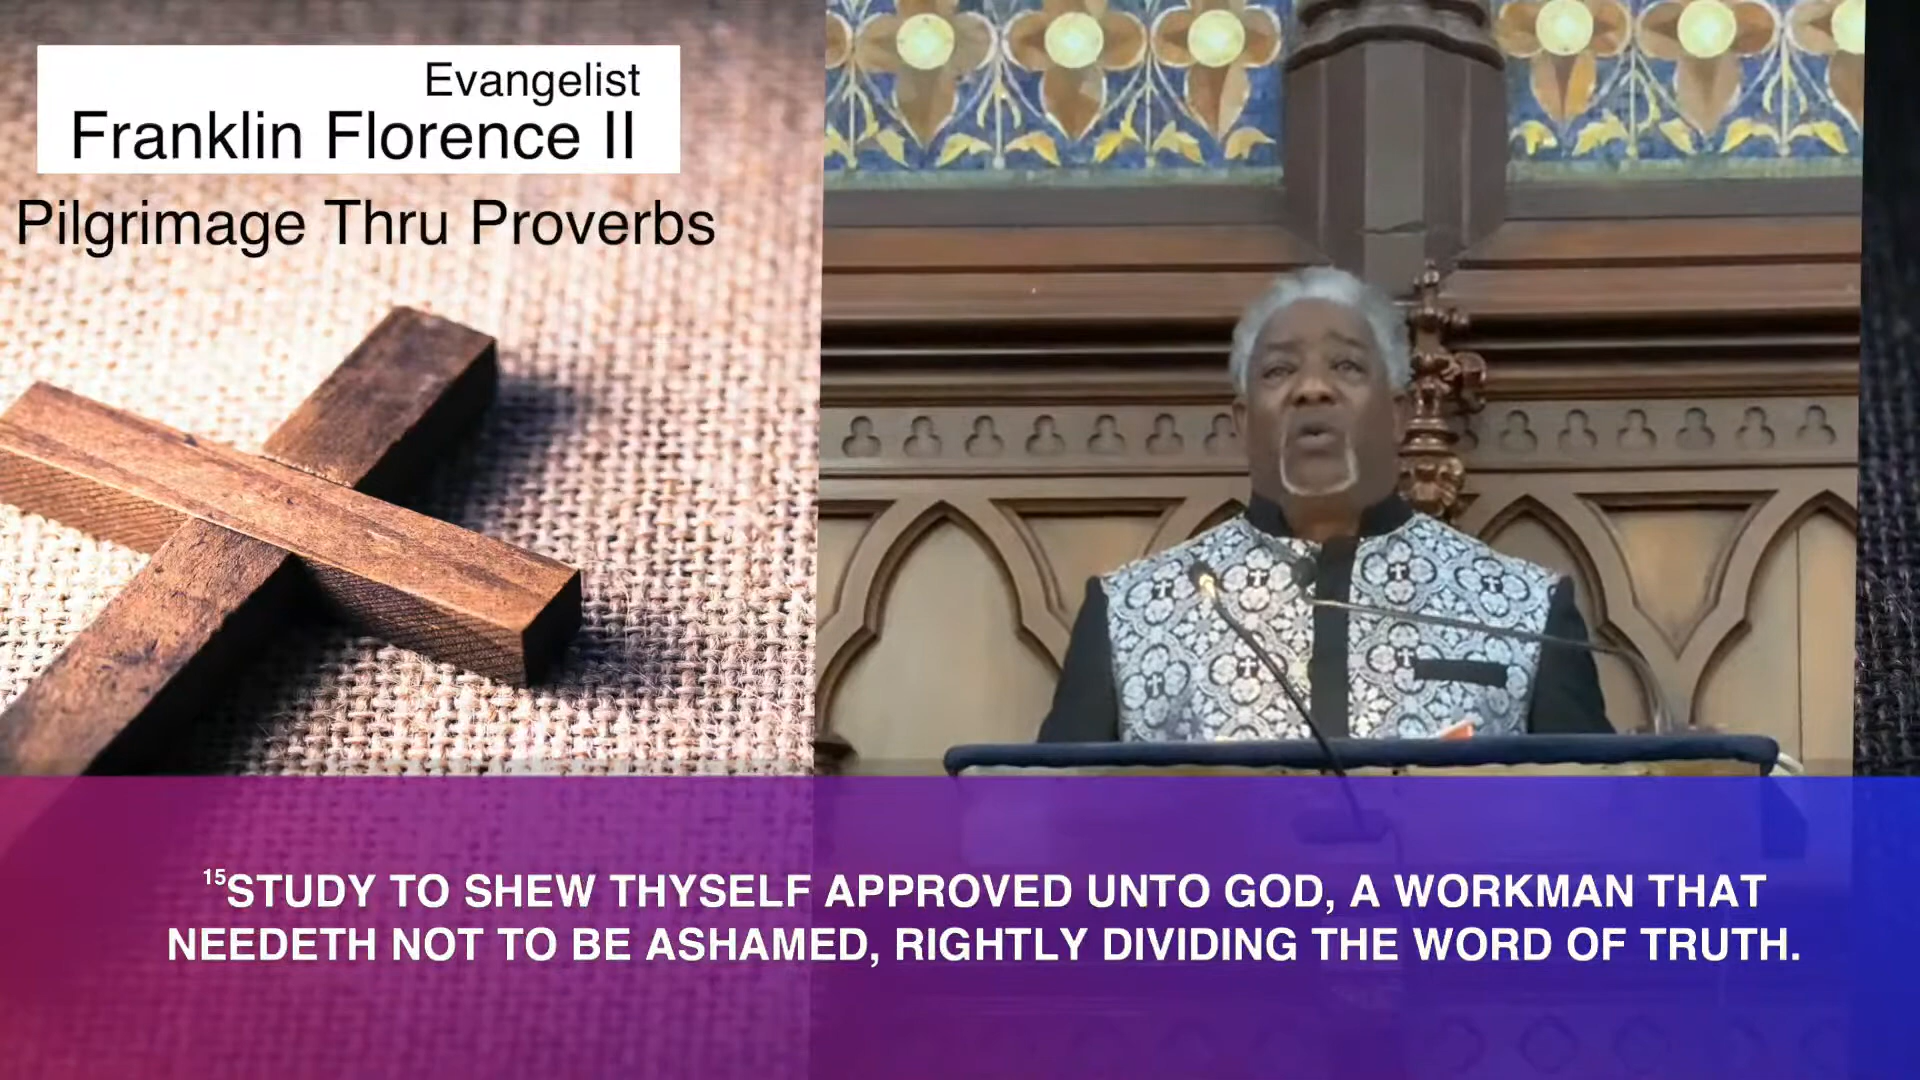 Evangelist
Franklin Florence II
Pilgrimage Thru Proverbs
¹⁵STUDY TO SHEW THYSELF APPROVED UNTO GOD, A WORKMAN THAT
NEEDETH NOT TO BE ASHAMED, RIGHTLY DIVIDING THE WORD OF TRUTH.